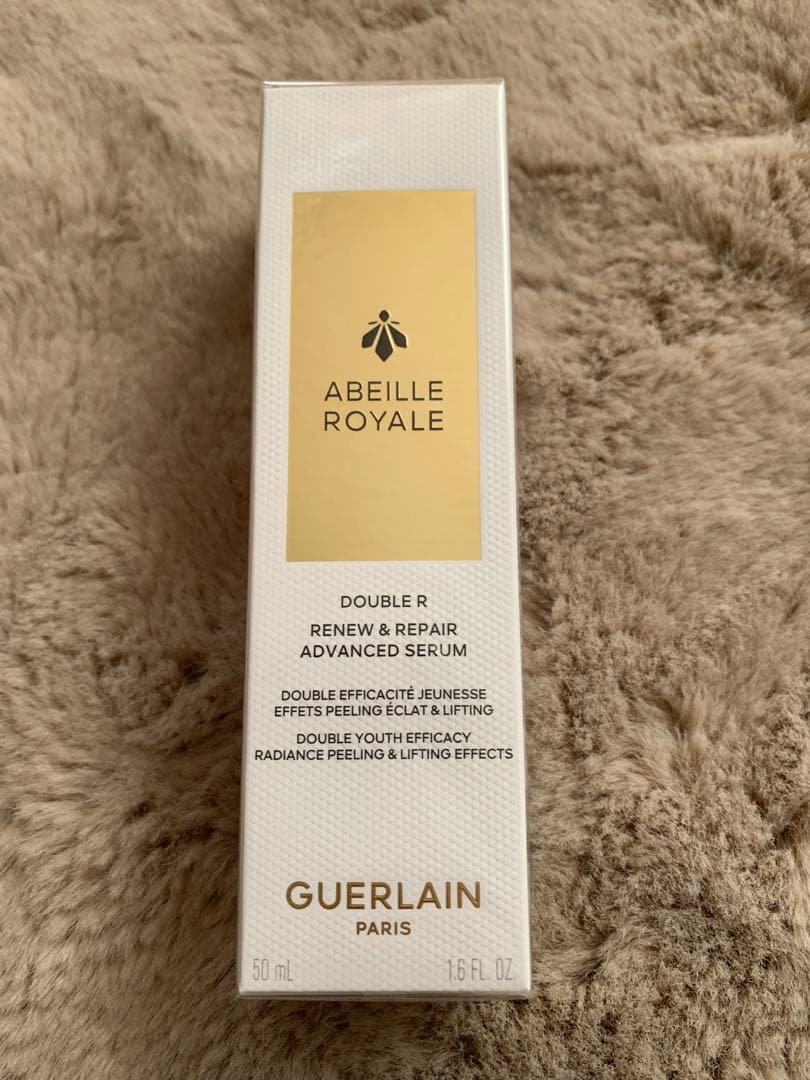 ABEILLE
ROYALE
DOUBLE R
RENEW & REPAIR
ADVANCED SERUM
DOUBLE EFFICACITÉ JEUNESSE
EFFETS PEELING ÉCLAT & LIFTING
DOUBLE YOUTH EFFICACY
RADIANCE PEELING & LIFTING EFFECTS
GUERLAIN
PARIS
50 mL 1.6 FL. OZ.